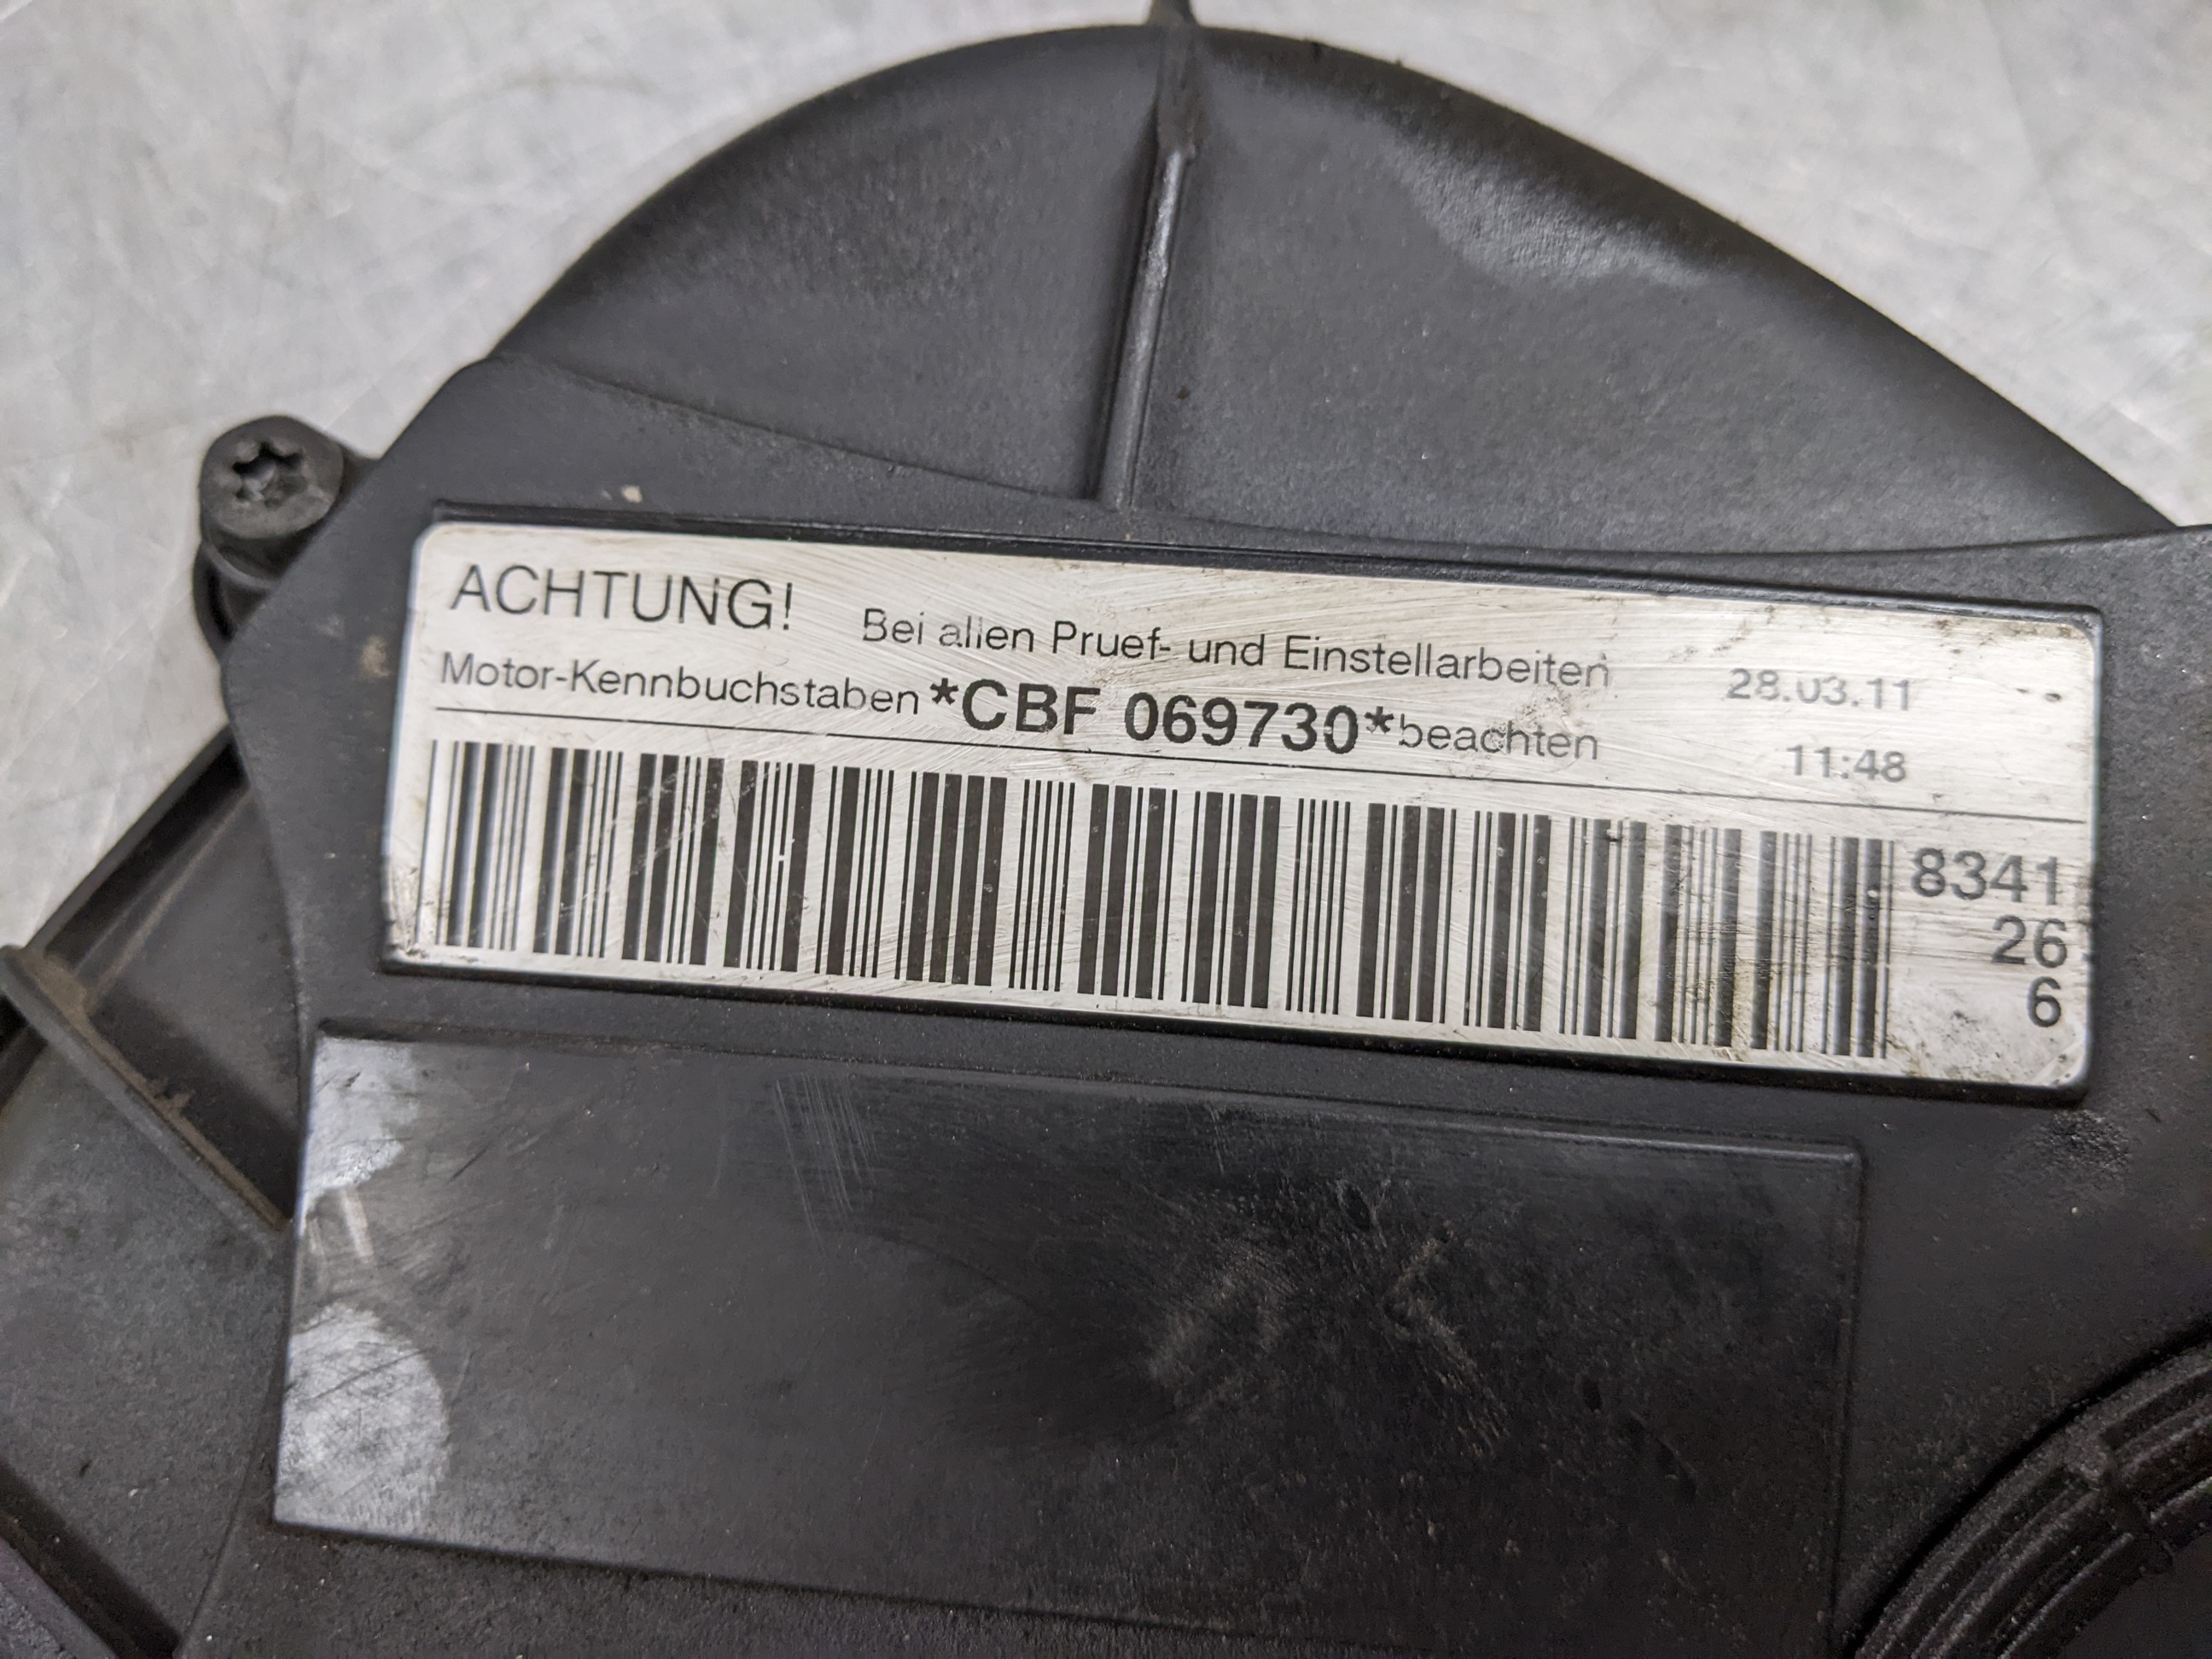 ACHTUNG! Bei allen Pruef- und Einstellarbeiten 28.03.11
Motor-Kennbuchstaben *CBF 069730* beachten 11:48
8341
26
6